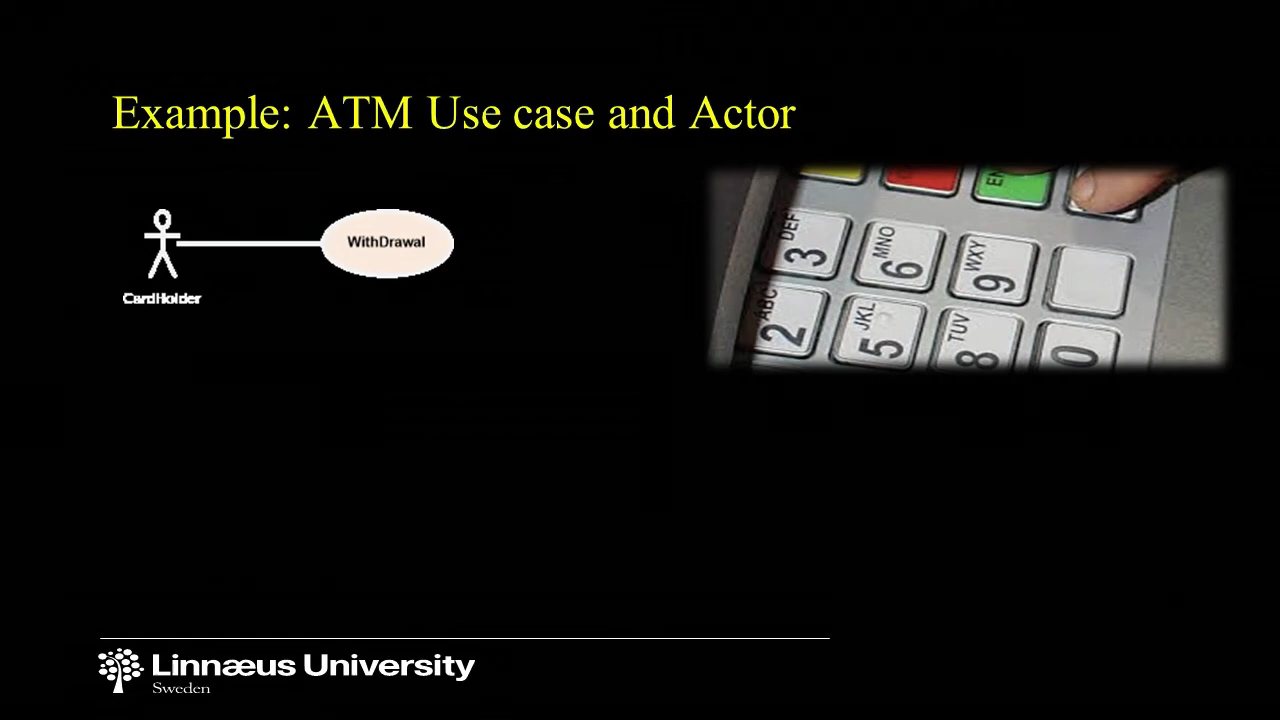 Example: ATM Use case and Actor
WithDrawal
CardHolder
DEF
3
MNO
6
WXY
9
ABC
2
JKL
5
TUV
8
0
Linnæus University
Sweden